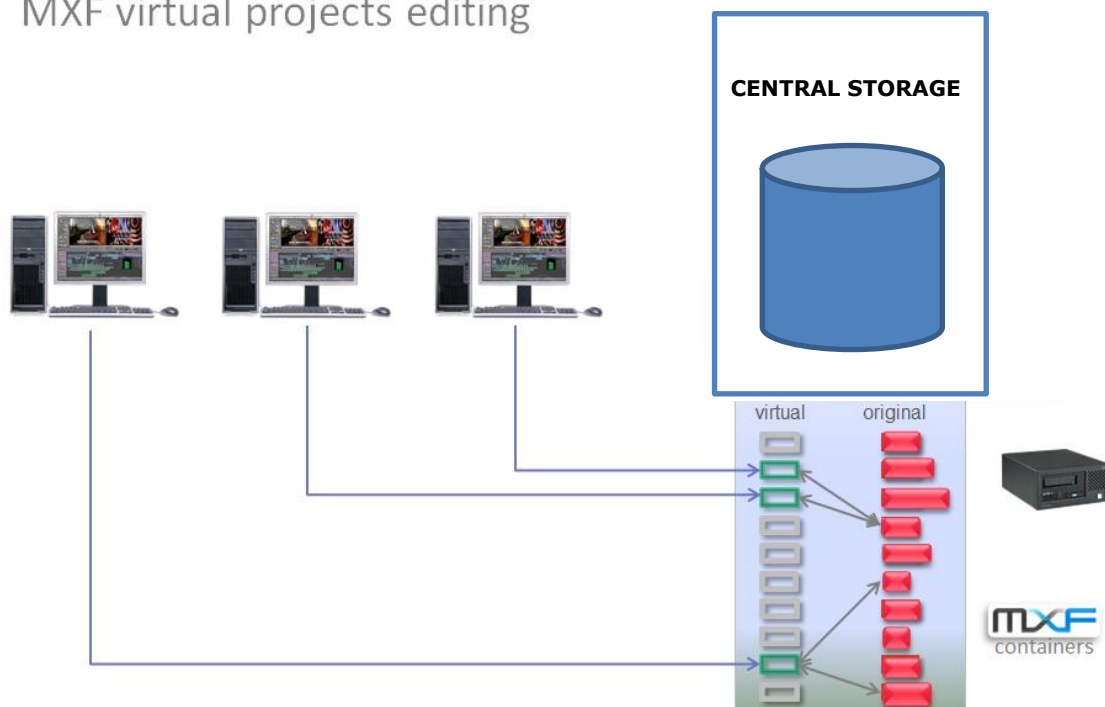 MXF virtual projects editing
CENTRAL STORAGE
virtual original
MXF
containers